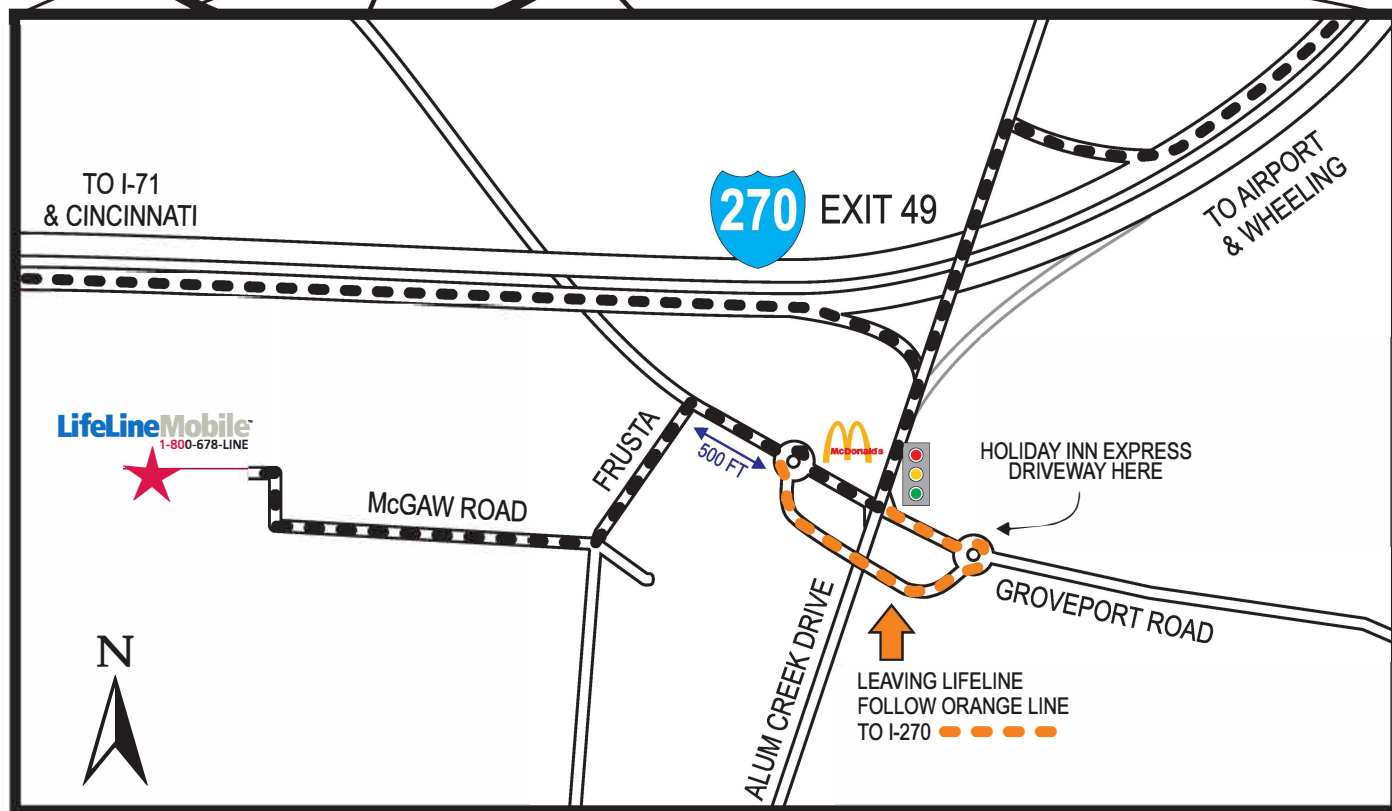 TO I-71
& CINCINNATI
270
EXIT 49
TO AIRPORT
& WHEELING
LifeLineMobile™
1-800-678-LINE
McGAW ROAD
FRUSTA
500 FT
McDonald's
HOLIDAY INN EXPRESS
DRIVEWAY HERE
GROVEPORT ROAD
ALUM CREEK DRIVE
LEAVING LIFELINE
FOLLOW ORANGE LINE
TO I-270
N